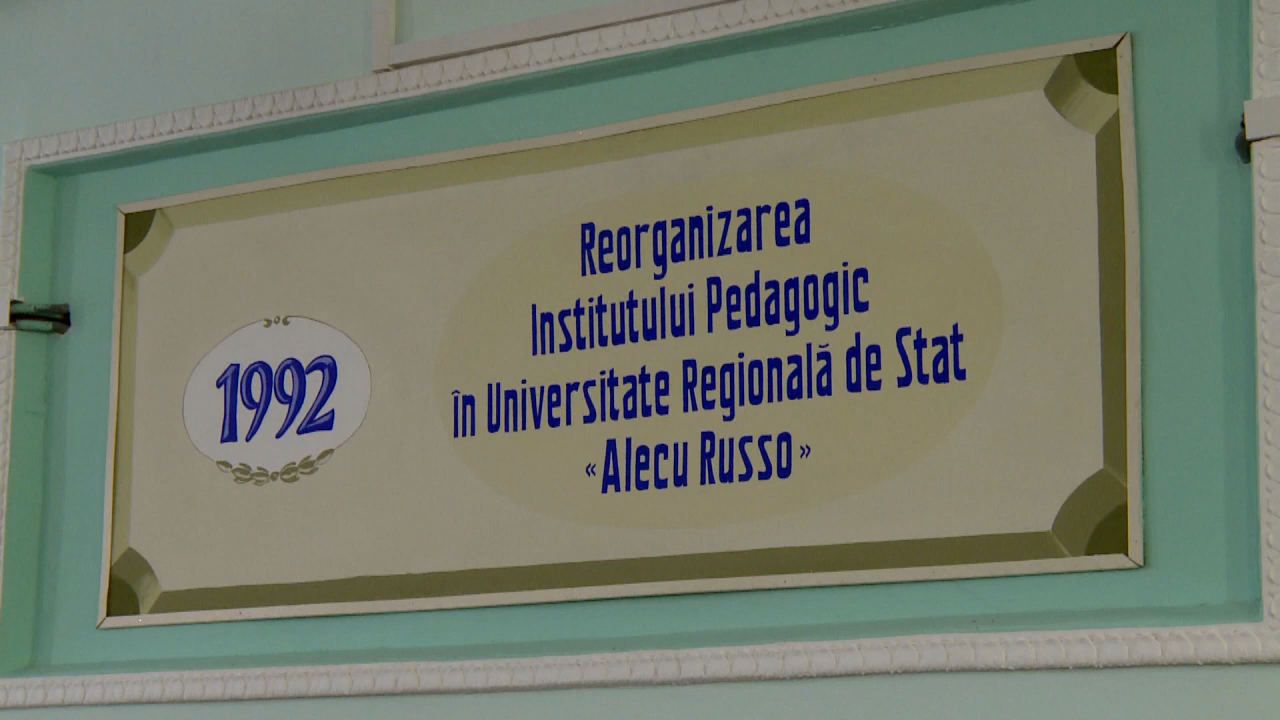 1992
Reorganizarea
Institutului Pedagogic
în Universitate Regională de Stat
«Alecu Russo»